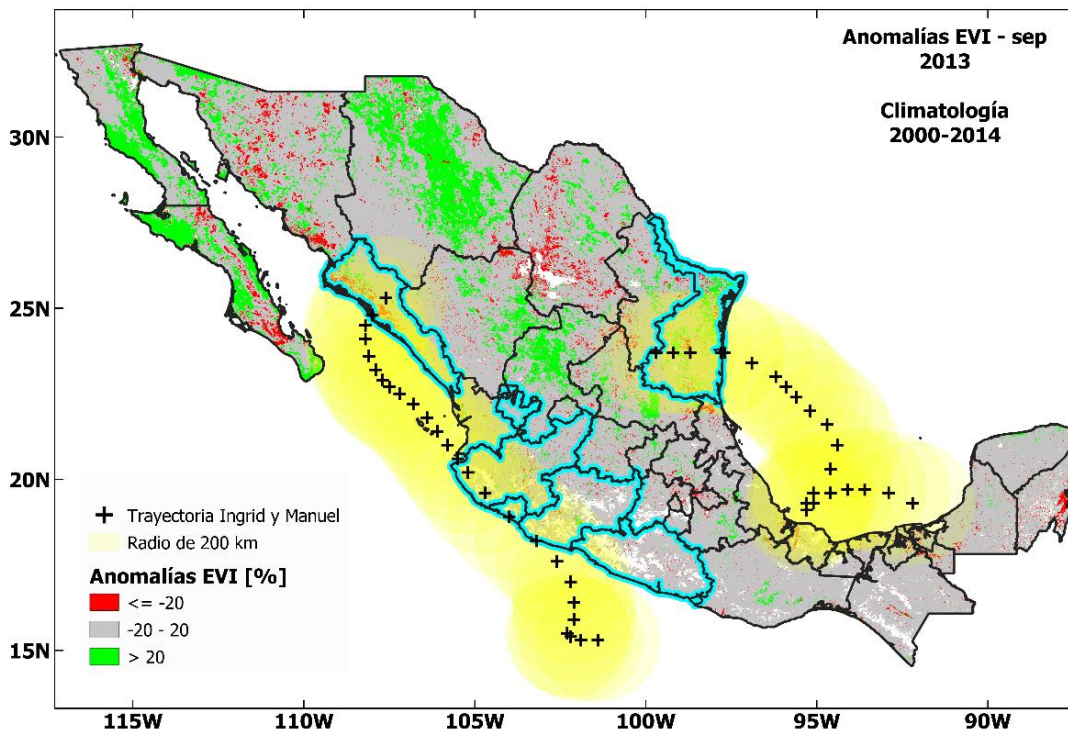 Anomalías EVI - sep
2013
Climatología
2000-2014
30N
25N
20N
15N
Trayectoria Ingrid y Manuel
Radio de 200 km
Anomalías EVI [%]
<= -20
-20 - 20
> 20
115W 110W 105W 100W 95W 90W